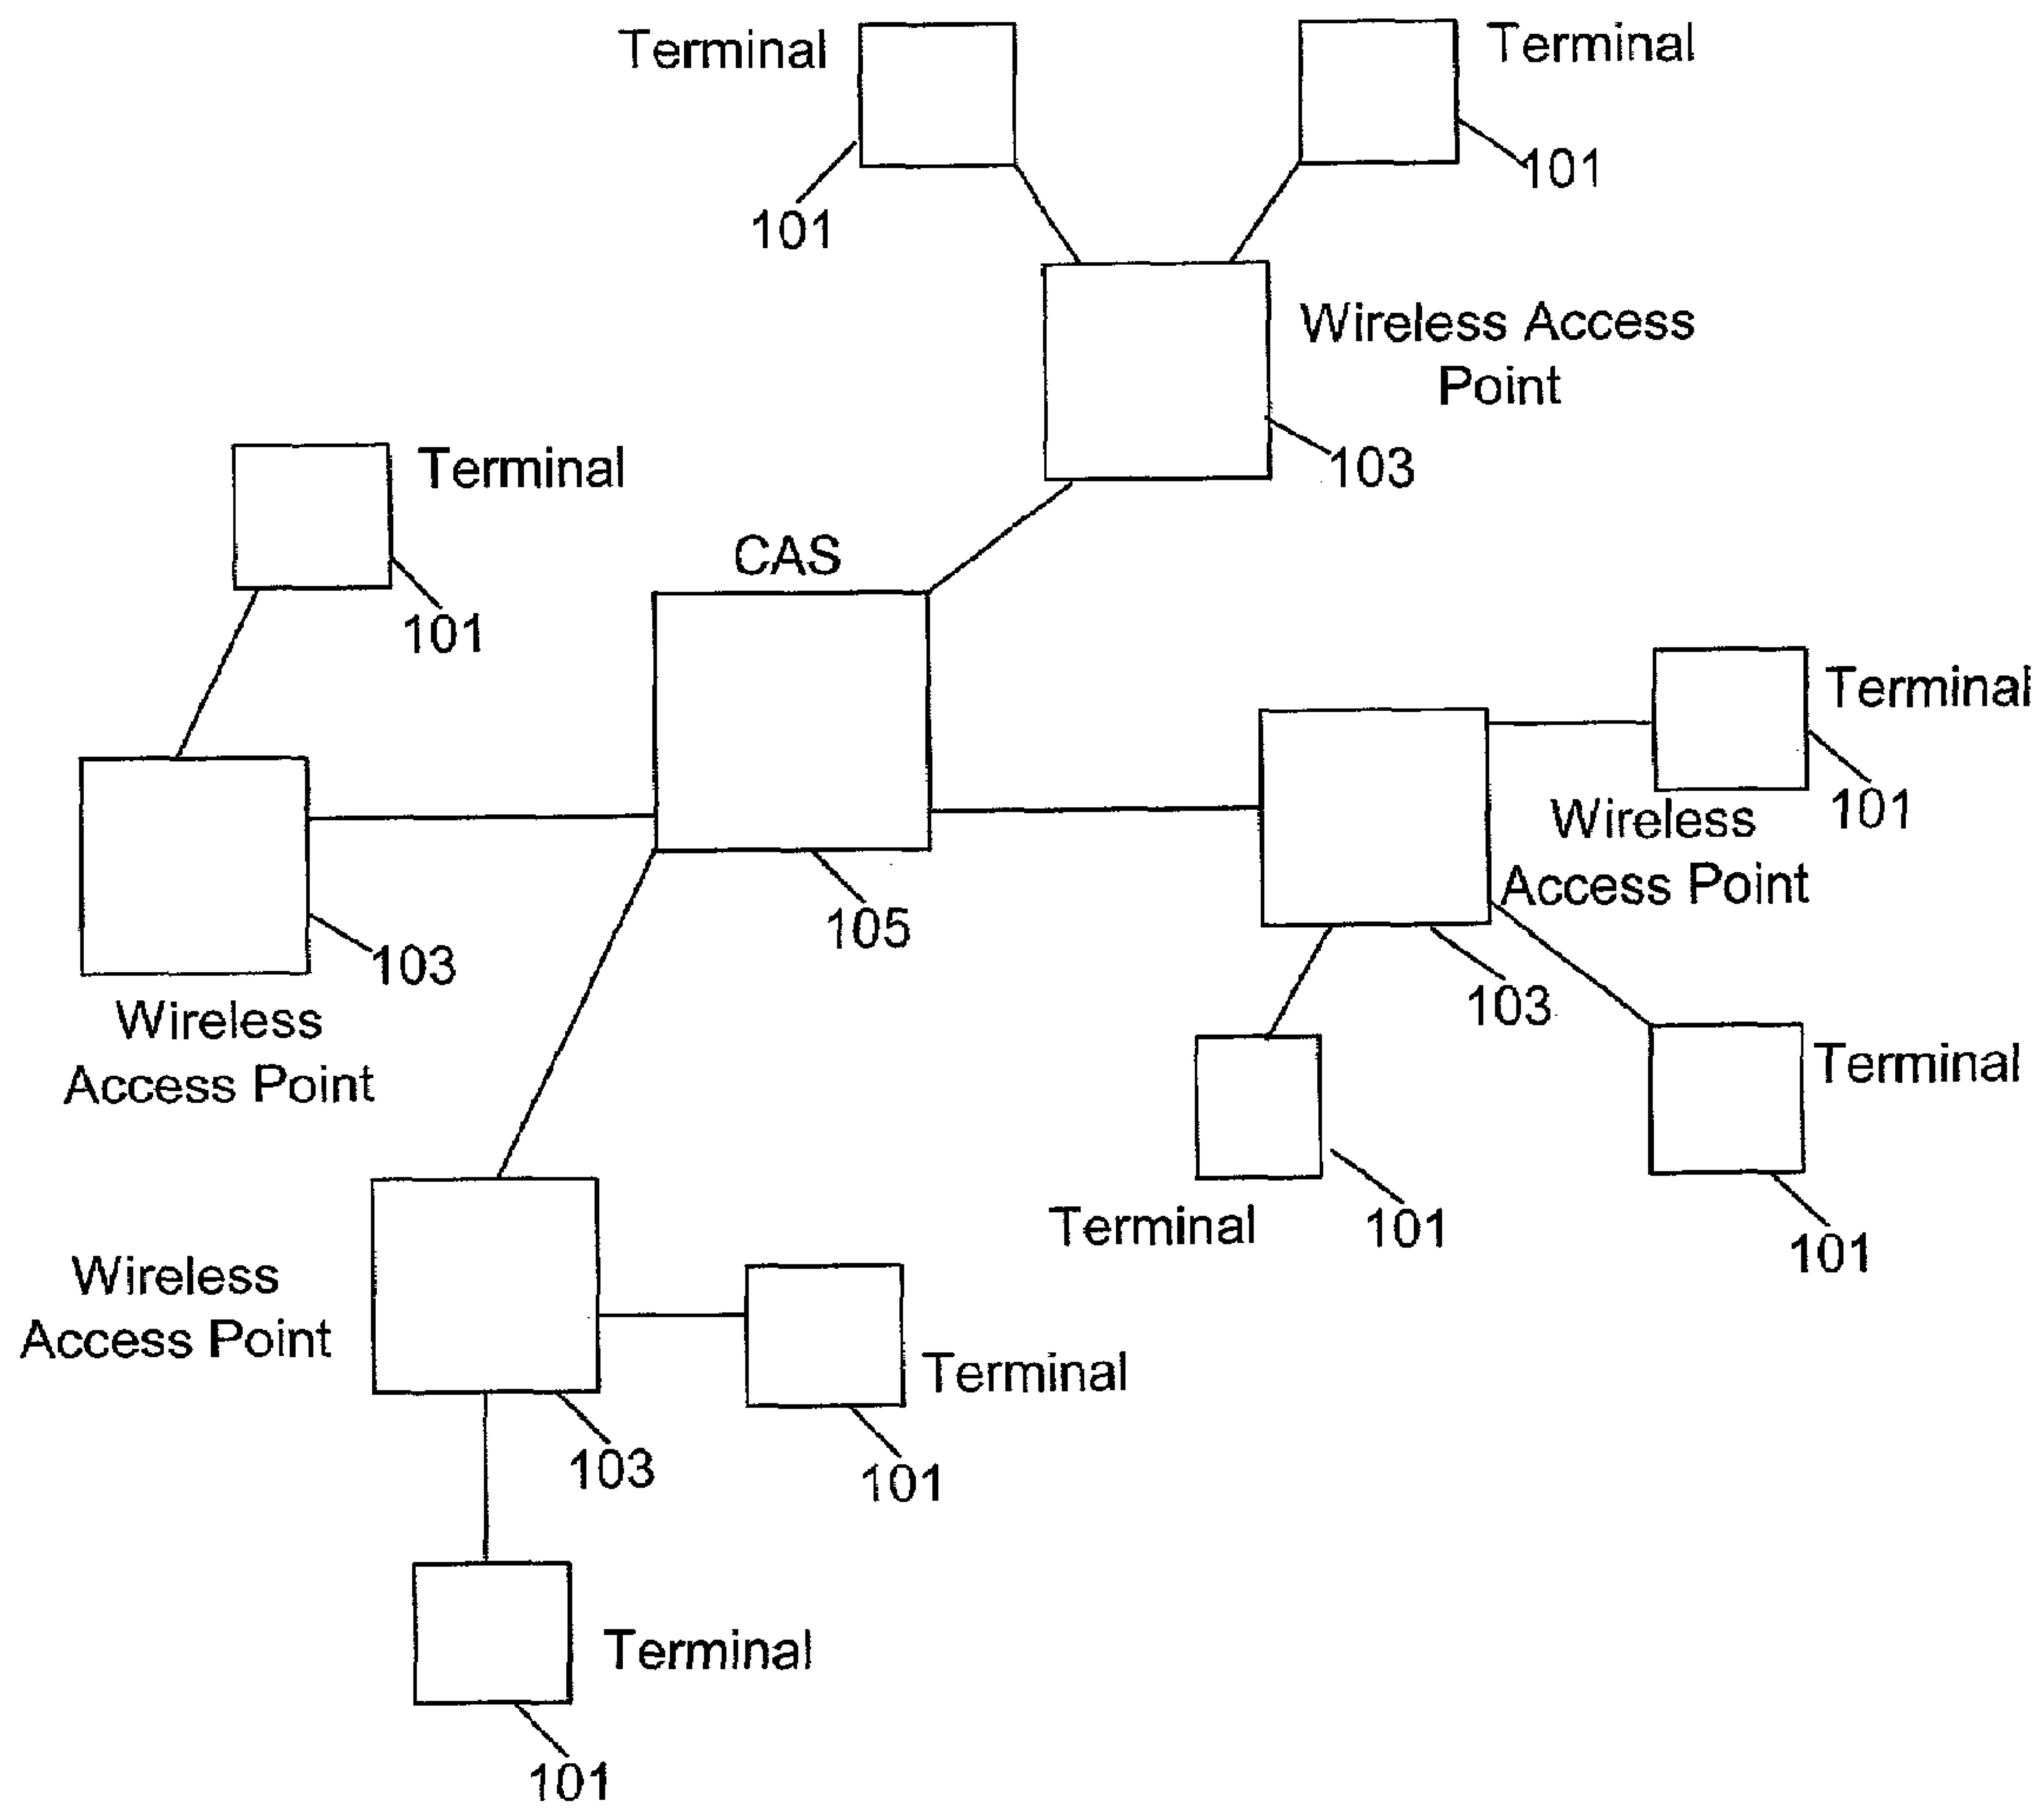 Terminal
Terminal
101
101
Wireless Access
Point
103
Terminal
101
CAS
105
Terminal
101
Wireless
Access Point
103
103
Wireless
Access Point
Terminal
101
Terminal
101
Wireless
Access Point
103
Terminal
101
Terminal
101